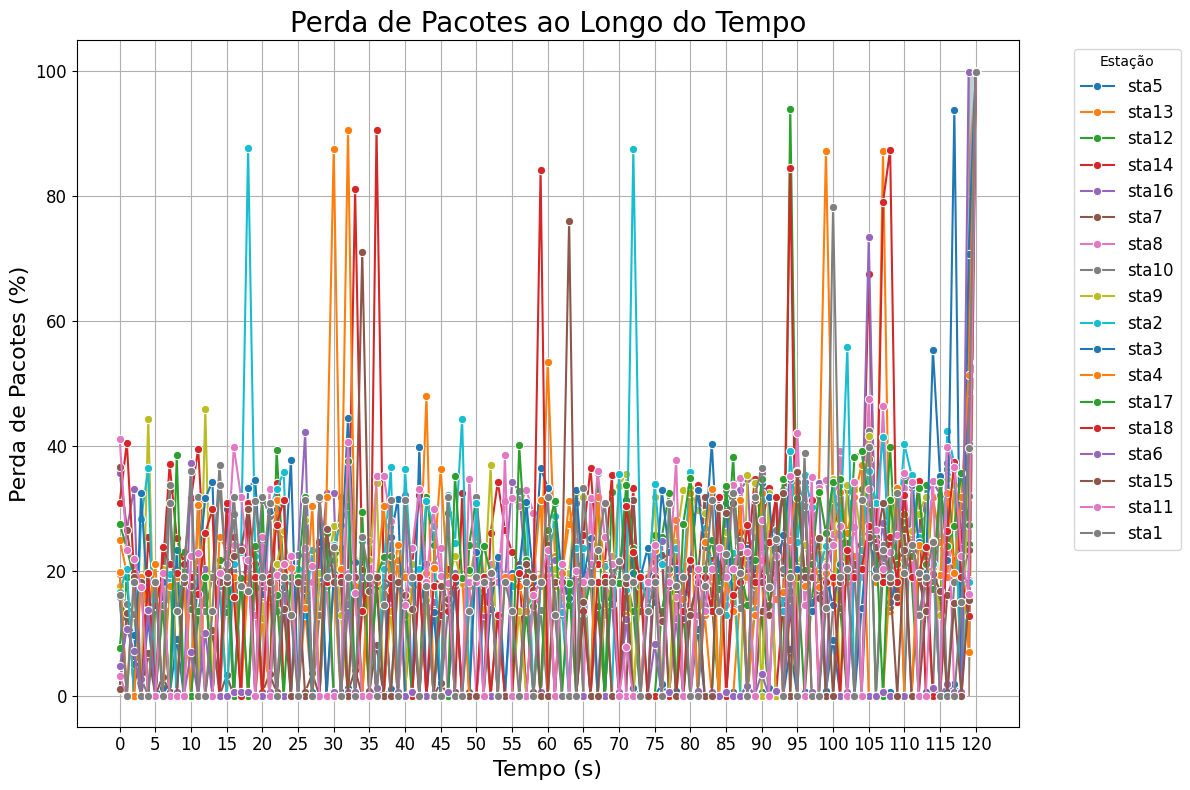 Perda de Pacotes ao Longo do Tempo
Perda de Pacotes (%)
100
80
60
40
20
0
0 5 10 15 20 25 30 35 40 45 50 55 60 65 70 75 80 85 90 95 100 105 110 115 120
Tempo (s)
Estação
sta5
sta13
sta12
sta14
sta16
sta7
sta8
sta10
sta9
sta2
sta3
sta4
sta17
sta18
sta6
sta15
sta11
sta1